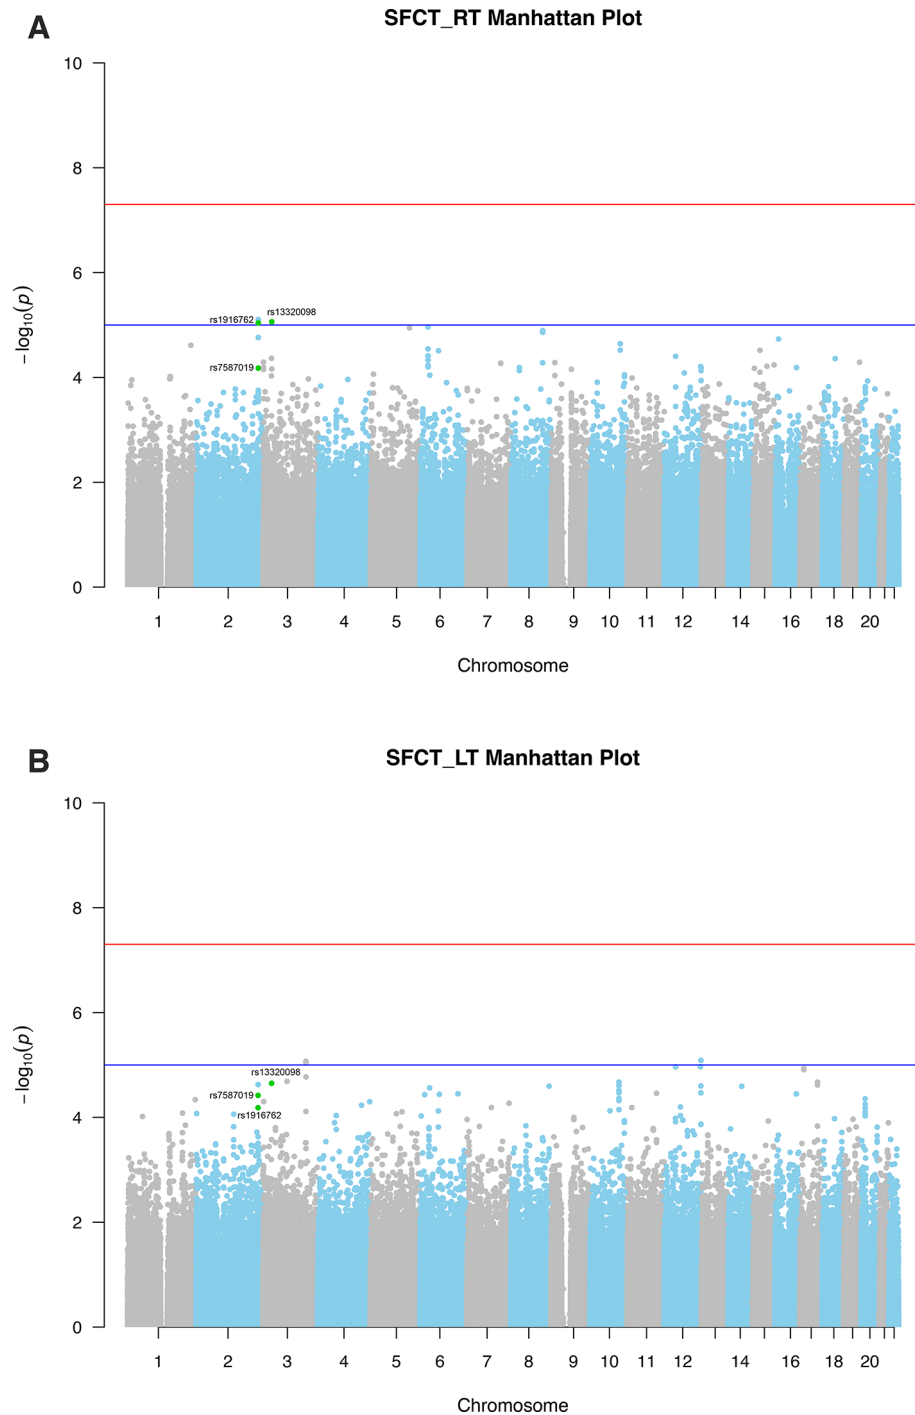 A
SFCT_RT Manhattan Plot
10
8
6
4
2
0
−log10(p)
rs1916762
rs13320098
rs7587019
1 2 3 4 5 6 7 8 9 10 11 12 14 16 18 20
Chromosome
B
SFCT_LT Manhattan Plot
10
8
6
4
2
0
−log10(p)
rs13320098
rs7587019
rs1916762
1 2 3 4 5 6 7 8 9 10 11 12 14 16 18 20
Chromosome